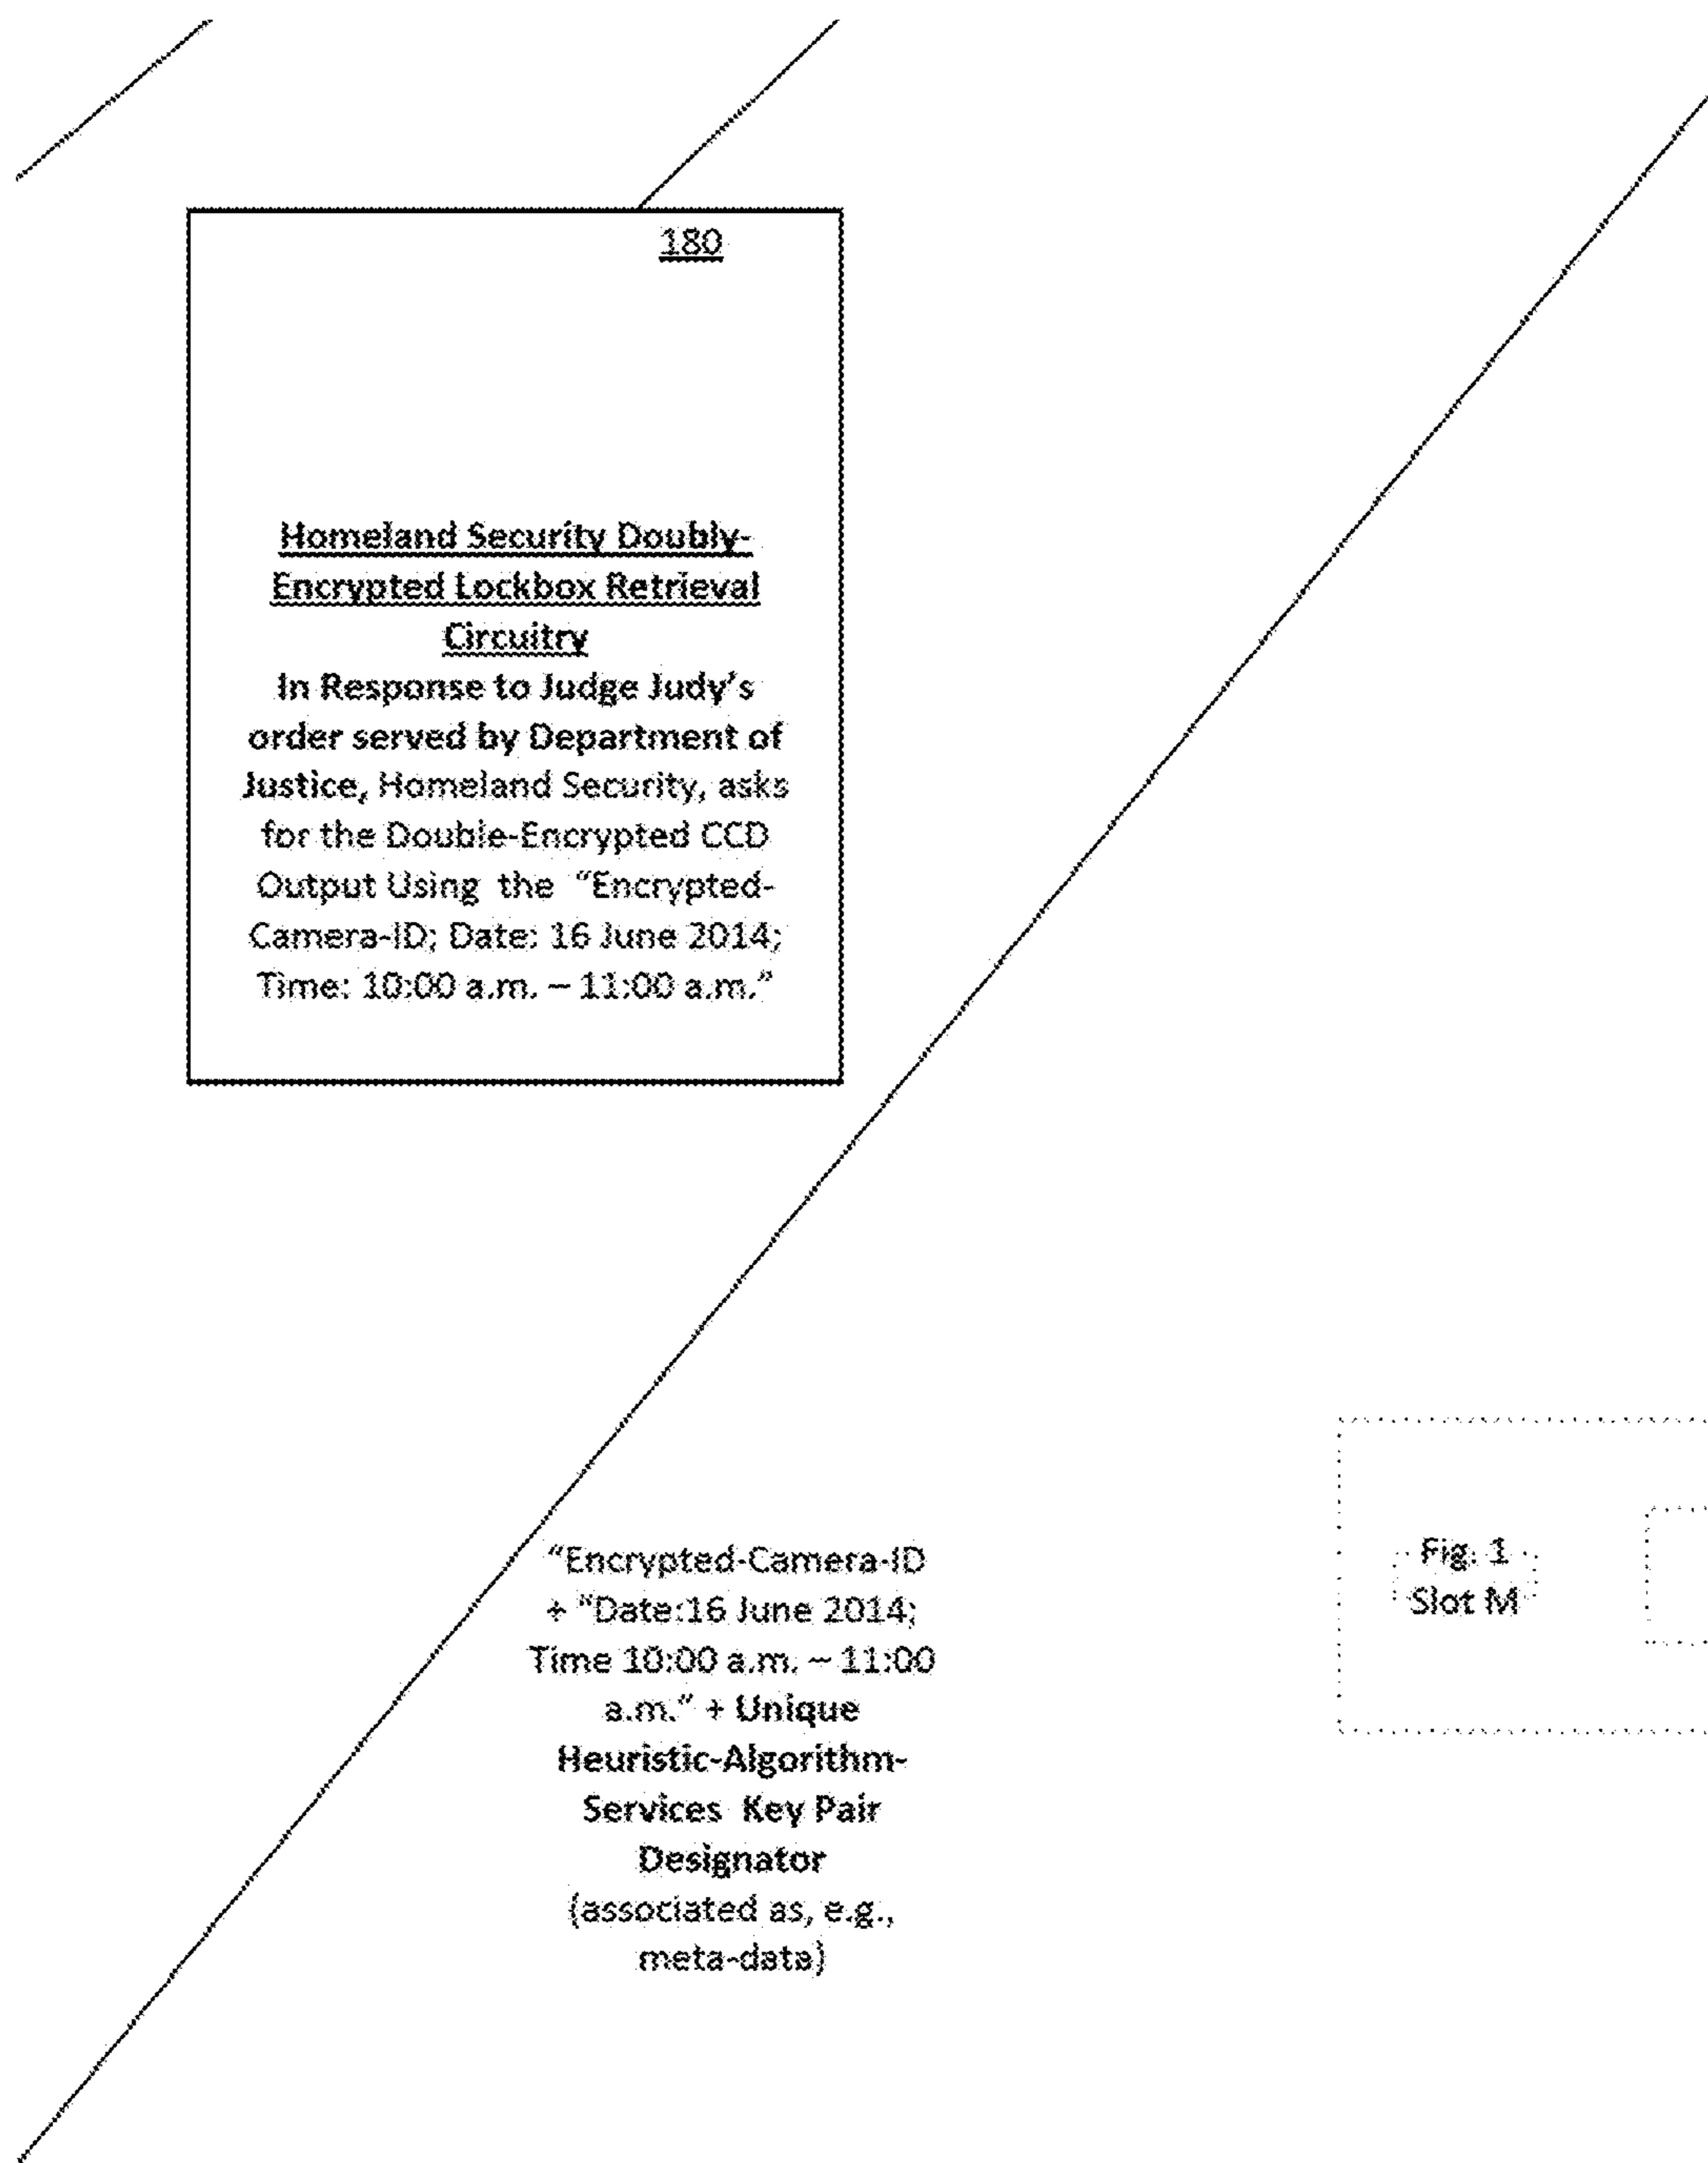 180
Homeland Security Doubly-
Encrypted Lockbox Retrieval
Circuitry
In Response to Judge Judy's
order served by Department of
Justice, Homeland Security, asks
for the Double-Encrypted CCD
Output Using the “Encrypted-
Camera-ID; Date: 16 June 2014;
Time: 10:00 a.m. – 11:00 a.m.”
“Encrypted-Camera-ID
+ “Date:16 June 2014;
Time 10:00 a.m. – 11:00
a.m.” + Unique
Heuristic-Algorithm-
Services Key Pair
Designator
(associated as, e.g.,
meta-data)
Fig. 1
Slot M